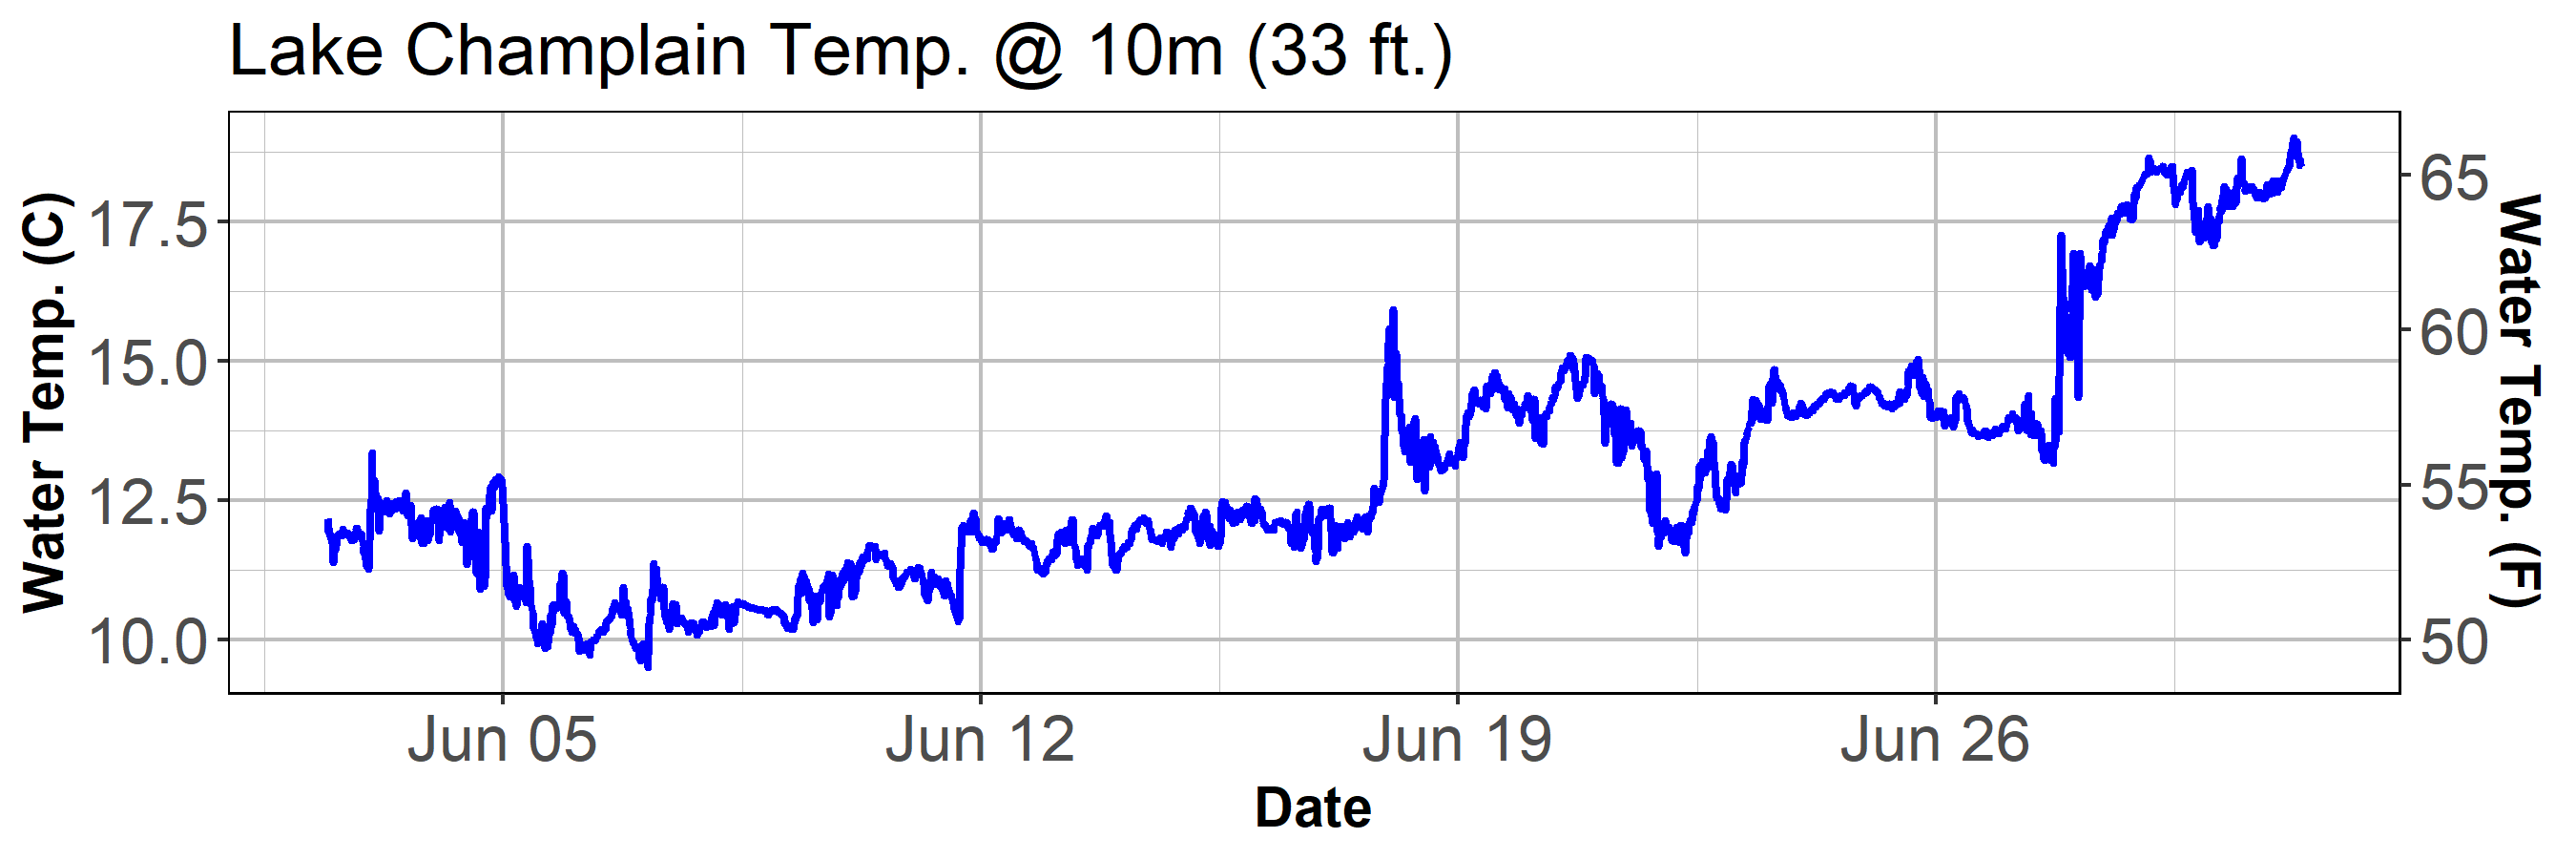 Lake Champlain Temp. @ 10m (33 ft.)
Water Temp. (C)
17.5
15.0
12.5
10.0
65
60
55
50
Water Temp. (F)
Jun 05
Jun 12
Jun 19
Jun 26
Date